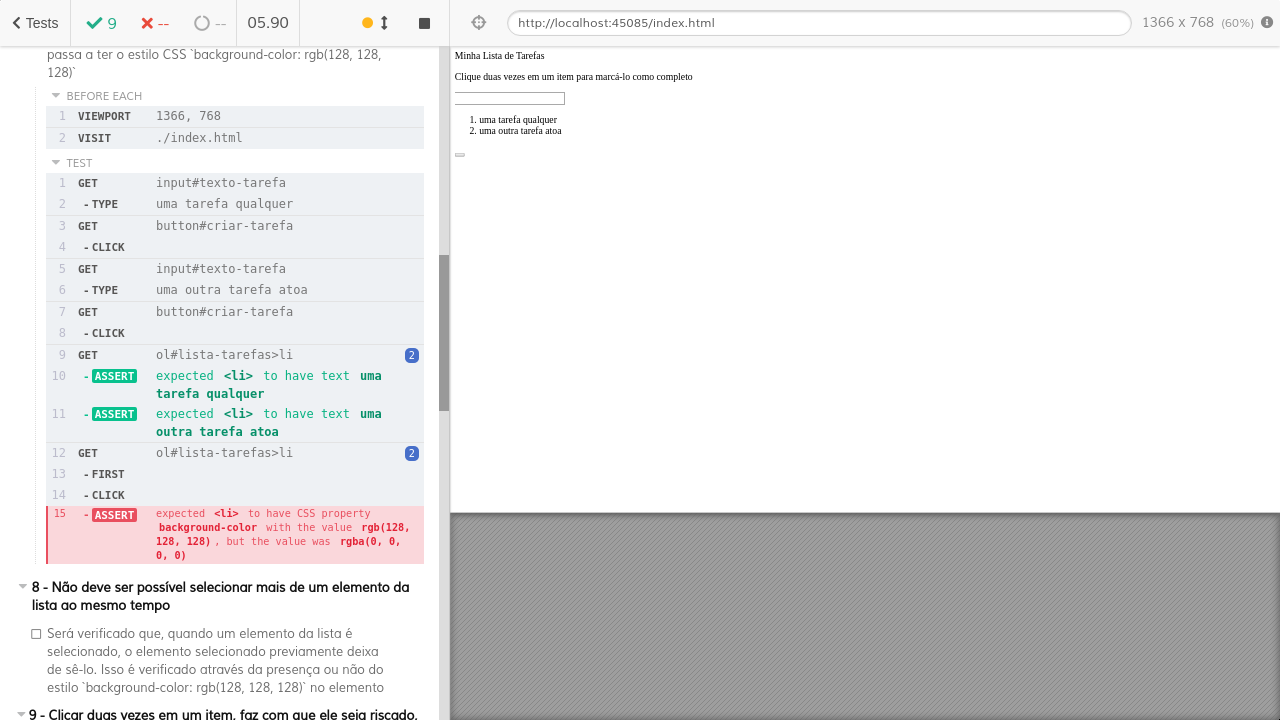 Tests 9 -- -- 05.90
http://localhost:45085/index.html 1366 x 768 (60%)
passa a ter o estilo CSS `background-color: rgb(128, 128,
128)`
BEFORE EACH
1 VIEWPORT 1366, 768
2 VISIT ./index.html
TEST
1 GET input#texto-tarefa
2 - TYPE uma tarefa qualquer
3 GET button#criar-tarefa
4 - CLICK
5 GET input#texto-tarefa
6 - TYPE uma outra tarefa atoa
7 GET button#criar-tarefa
8 - CLICK
9 GET ol#lista-tarefas>li 2
10 - ASSERT expected <li> to have text uma
tarefa qualquer
11 - ASSERT expected <li> to have text uma
outra tarefa atoa
12 GET ol#lista-tarefas>li 2
13 - FIRST
14 - CLICK
15 - ASSERT expected <li> to have CSS property
background-color with the value rgb(128,
128, 128) , but the value was rgba(0, 0,
0, 0)
8 - Não deve ser possível selecionar mais de um elemento da
lista ao mesmo tempo
Será verificado que, quando um elemento da lista é
selecionado, o elemento selecionado previamente deixa
de sê-lo. Isso é verificado através da presença ou não do
estilo `background-color: rgb(128, 128, 128)` no elemento
9 - Clicar duas vezes em um item, faz com que ele seja riscado,
Minha Lista de Tarefas
Clique duas vezes em um item para marcá-lo como completo
1. uma tarefa qualquer
2. uma outra tarefa atoa